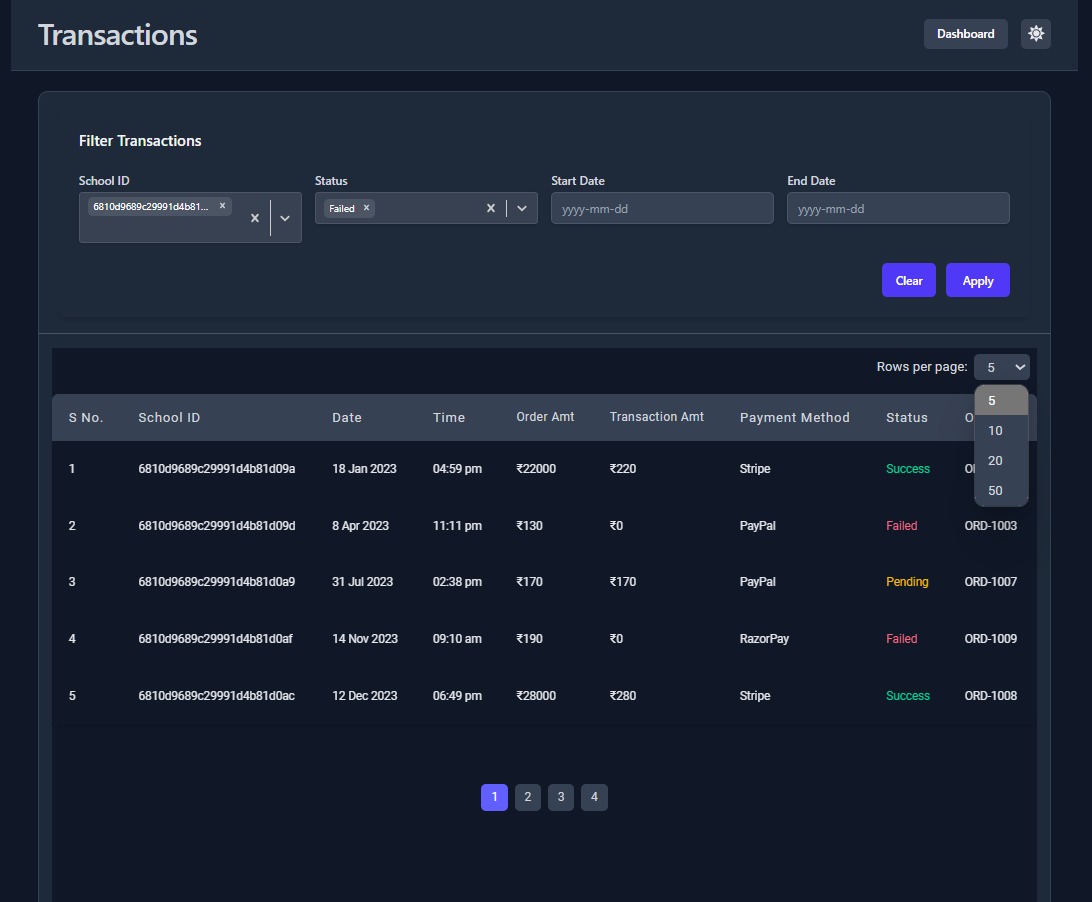 Transactions
Dashboard
Filter Transactions
School ID Status Start Date End Date
6810d9689c29991d4b81... Failed yyyy-mm-dd yyyy-mm-dd
Clear Apply
Rows per page: 5
5
10
20
50
S No. School ID Date Time Order Amt Transaction Amt Payment Method Status
1 6810d9689c29991d4b81d09a 18 Jan 2023 04:59 pm ₹22000 ₹220 Stripe Success
2 6810d9689c29991d4b81d09d 8 Apr 2023 11:11 pm ₹130 ₹0 PayPal Failed ORD-1003
3 6810d9689c29991d4b81d0a9 31 Jul 2023 02:38 pm ₹170 ₹170 PayPal Pending ORD-1007
4 6810d9689c29991d4b81d0af 14 Nov 2023 09:10 am ₹190 ₹0 RazorPay Failed ORD-1009
5 6810d9689c29991d4b81d0ac 12 Dec 2023 06:49 pm ₹28000 ₹280 Stripe Success ORD-1008
1 2 3 4